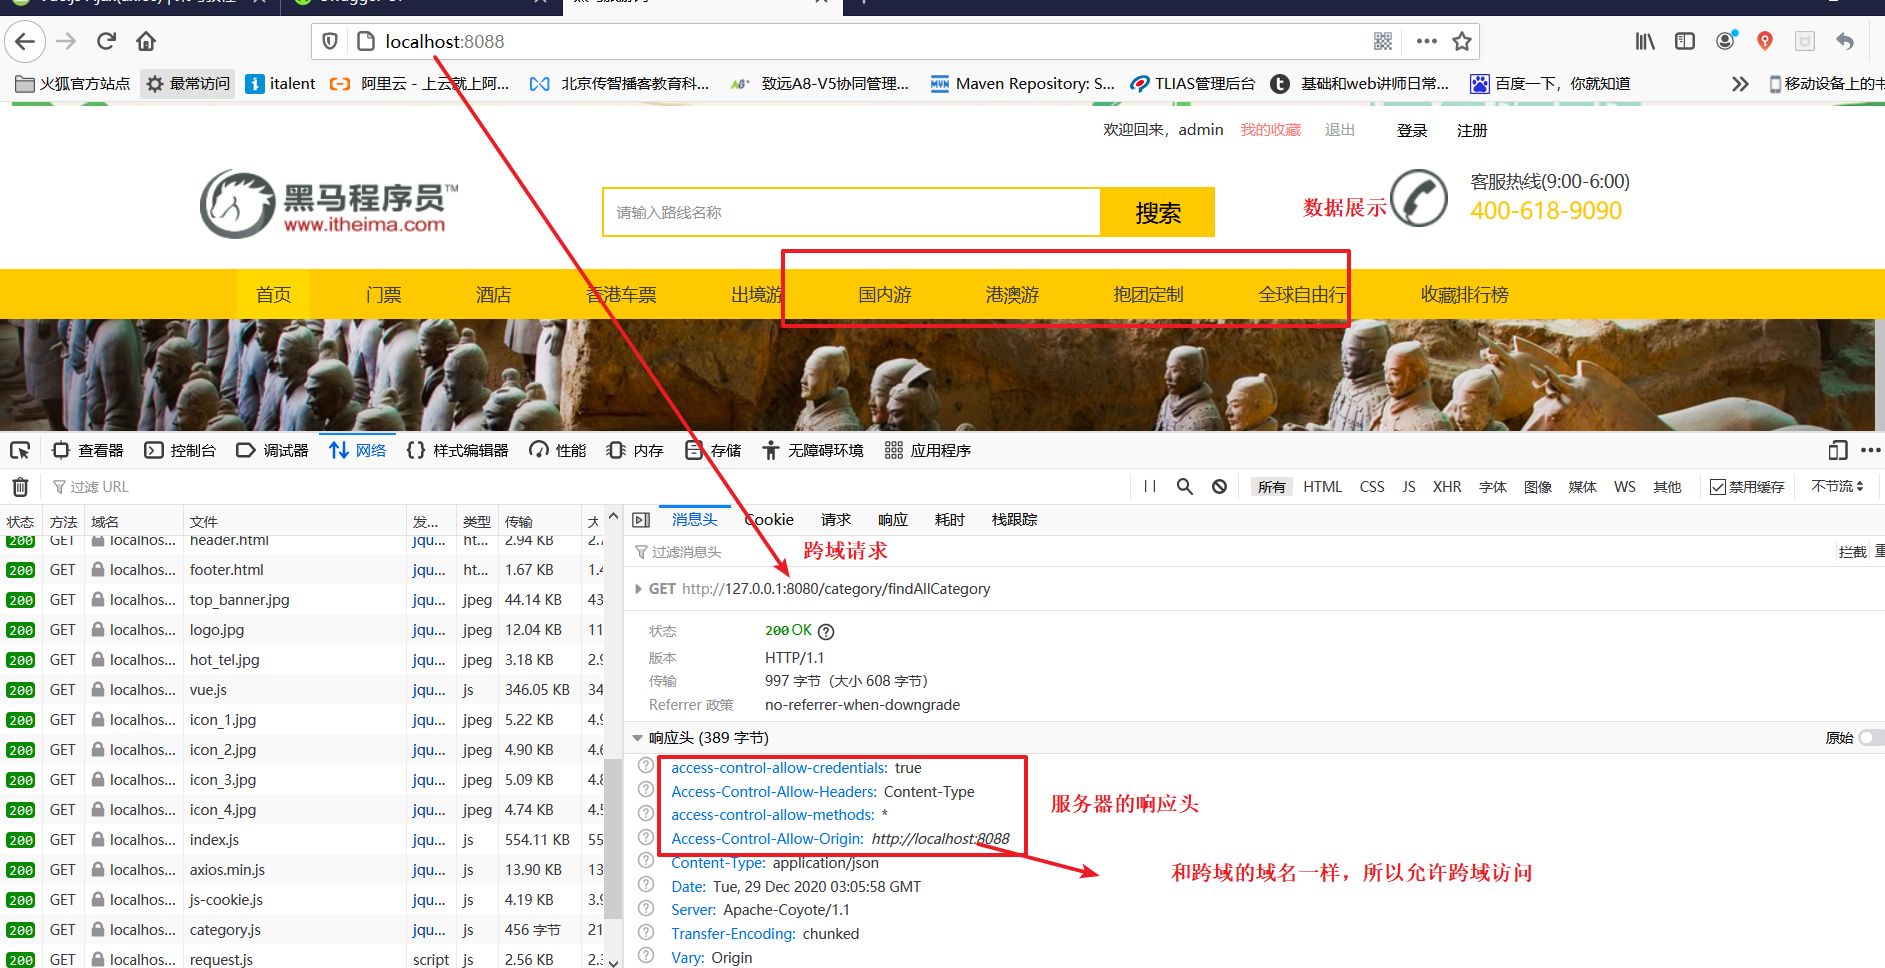 localhost:8088
火狐官方站点 最常访问 italent 阿里云 - 上云就上阿... 北京传智播客教育科... 致远A8-V5协同管理... Maven Repository: S... TLIAS管理后台 基础和web讲师日常... 百度一下，你就知道 移动设备上的书
欢迎回来，admin 我的收藏 退出 登录 注册
黑马程序员™
www.itheima.com
请输入路线名称 搜索
数据展示
客服热线(9:00-6:00)
400-618-9090
首页 门票 酒店 香港车票 出境游 国内游 港澳游 抱团定制 全球自由行 收藏排行榜
查看器 控制台 调试器 网络 样式编辑器 性能 内存 存储 无障碍环境 应用程序
过滤 URL 所有 HTML CSS JS XHR 字体 图像 媒体 WS 其他 禁用缓存 不节流
状态 方法 域名 文件 发... 类型 传输 大
200 GET localhos... header.html jqu... ht... 2.94 KB 2.
200 GET localhos... footer.html jqu... ht... 1.67 KB 1.4
200 GET localhos... top_banner.jpg jqu... jpeg 44.14 KB 43
200 GET localhos... logo.jpg jqu... jpeg 12.04 KB 11
200 GET localhos... hot_tel.jpg jqu... jpeg 3.18 KB 2.9
200 GET localhos... vue.js jqu... js 346.05 KB 34
200 GET localhos... icon_1.jpg jqu... jpeg 5.22 KB 4.9
200 GET localhos... icon_2.jpg jqu... jpeg 4.90 KB 4.6
200 GET localhos... icon_3.jpg jqu... jpeg 5.09 KB 4.8
200 GET localhos... icon_4.jpg jqu... jpeg 4.74 KB 4.5
200 GET localhos... index.js jqu... js 554.11 KB 55
200 GET localhos... axios.min.js jqu... js 13.90 KB 13
200 GET localhos... js-cookie.js jqu... js 4.19 KB 3.9
200 GET localhos... category.js jqu... js 456 字节 21
200 GET localhos... request.js script js 2.56 KB 2.3
消息头 Cookie 请求 响应 耗时 栈跟踪
过滤消息头 跨域请求 拦截 重
GET http://127.0.0.1:8080/category/findAllCategory
状态 200 OK
版本 HTTP/1.1
传输 997 字节（大小 608 字节）
Referrer 政策 no-referrer-when-downgrade
响应头 (389 字节) 原始
access-control-allow-credentials: true
Access-Control-Allow-Headers: Content-Type
服务器的响应头
access-control-allow-methods: *
Access-Control-Allow-Origin: http://localhost:8088
Content-Type: application/json
和跨域的域名一样，所以允许跨域访问
Date: Tue, 29 Dec 2020 03:05:58 GMT
Server: Apache-Coyote/1.1
Transfer-Encoding: chunked
Vary: Origin